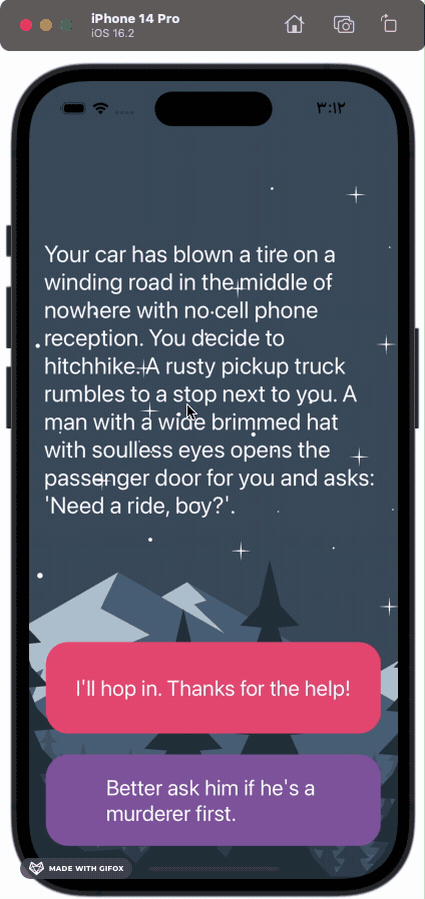 iPhone 14 Pro
iOS 16.2
٣:١٢
Your car has blown a tire on a
winding road in the middle of
nowhere with no cell phone
reception. You decide to
hitchhike. A rusty pickup truck
rumbles to a stop next to you. A
man with a wide brimmed hat
with soulless eyes opens the
passenger door for you and asks:
'Need a ride, boy?'.
I'll hop in. Thanks for the help!
Better ask him if he's a
murderer first.
MADE WITH GIFOX